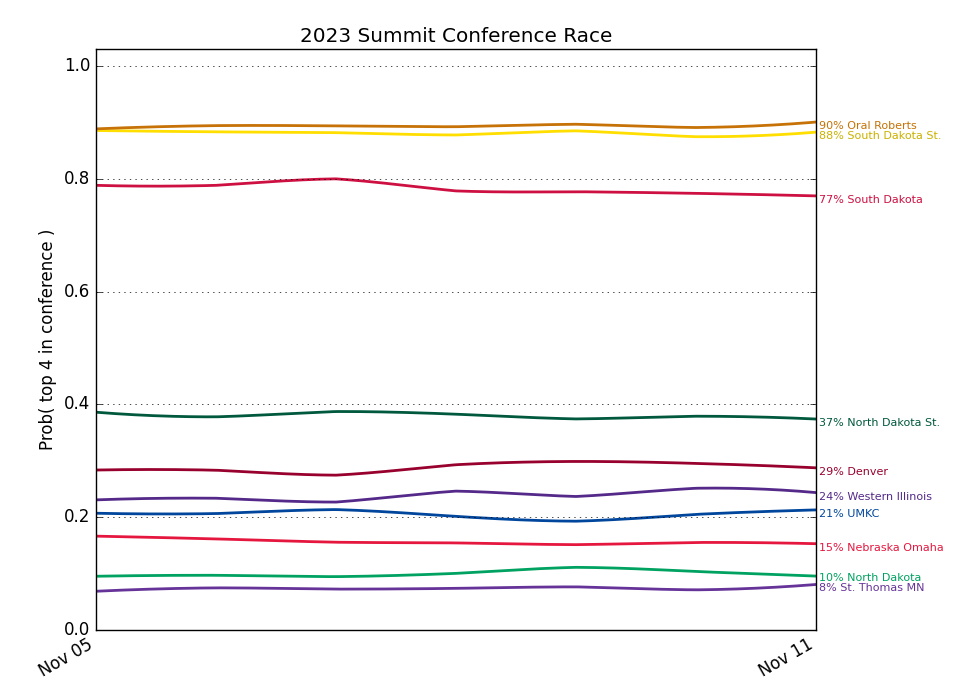 2023 Summit Conference Race
Prob( top 4 in conference )
1.0
0.8
0.6
0.4
0.2
0.0
Nov 05
Nov 11
90% Oral Roberts
88% South Dakota St.
77% South Dakota
37% North Dakota St.
29% Denver
24% Western Illinois
21% UMKC
15% Nebraska Omaha
10% North Dakota
8% St. Thomas MN